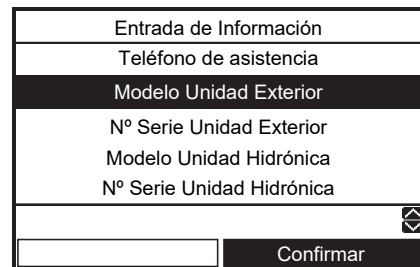 Entrada de Información
Teléfono de asistencia
Modelo Unidad Exterior
Nº Serie Unidad Exterior
Modelo Unidad Hidrónica
Nº Serie Unidad Hidrónica
Confirmar